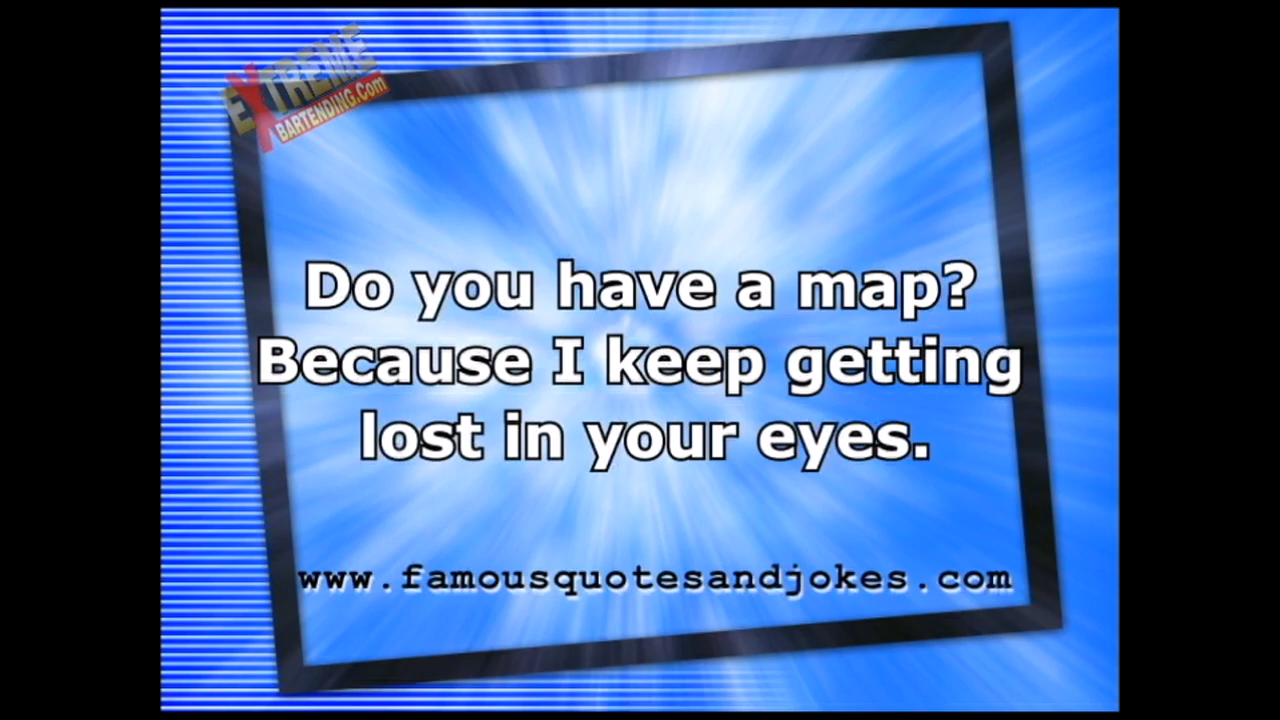 EXTREME
BARTENDING.Com
Do you have a map?
Because I keep getting
lost in your eyes.
www.famousquotesandjokes.com